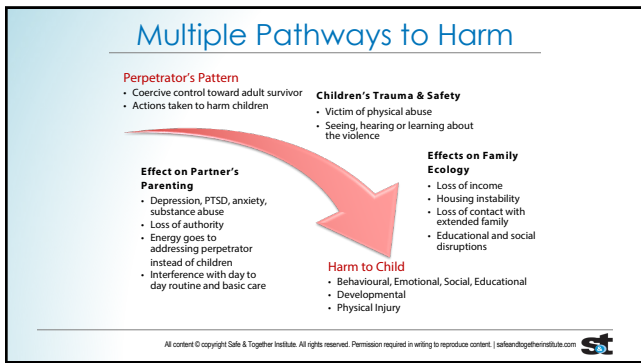 Multiple Pathways to Harm
Perpetrator's Pattern
• Coercive control toward adult survivor
• Actions taken to harm children
Children's Trauma & Safety
• Victim of physical abuse
• Seeing, hearing or learning about
the violence
Effect on Partner's
Parenting
• Depression, PTSD, anxiety,
substance abuse
• Loss of authority
• Energy goes to
addressing perpetrator
instead of children
• Interference with day to
day routine and basic care
Effects on Family
Ecology
• Loss of income
• Housing instability
• Loss of contact with
extended family
• Educational and social
disruptions
Harm to Child
• Behavioural, Emotional, Social, Educational
• Developmental
• Physical Injury
All content © copyright Safe & Together Institute. All rights reserved. Permission required in writing to reproduce content. | safeandtogetherinstitute.com
s&t